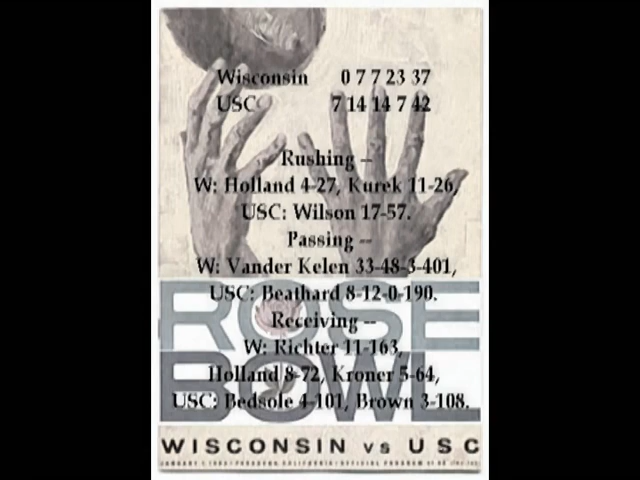 Wisconsin 0 7 7 23 37
USC 7 14 14 7 42
Rushing --
W: Holland 4-27, Kurek 11-26,
USC: Wilson 17-57.
Passing --
W: Vander Kelen 33-48-3-401,
USC: Beathard 8-12-0-190.
Receiving --
W: Richter 11-163,
Holland 8-72, Kroner 5-64,
USC: Bedsole 4-101, Brown 3-108.
ROSE
BOWL
WISCONSIN VS USC